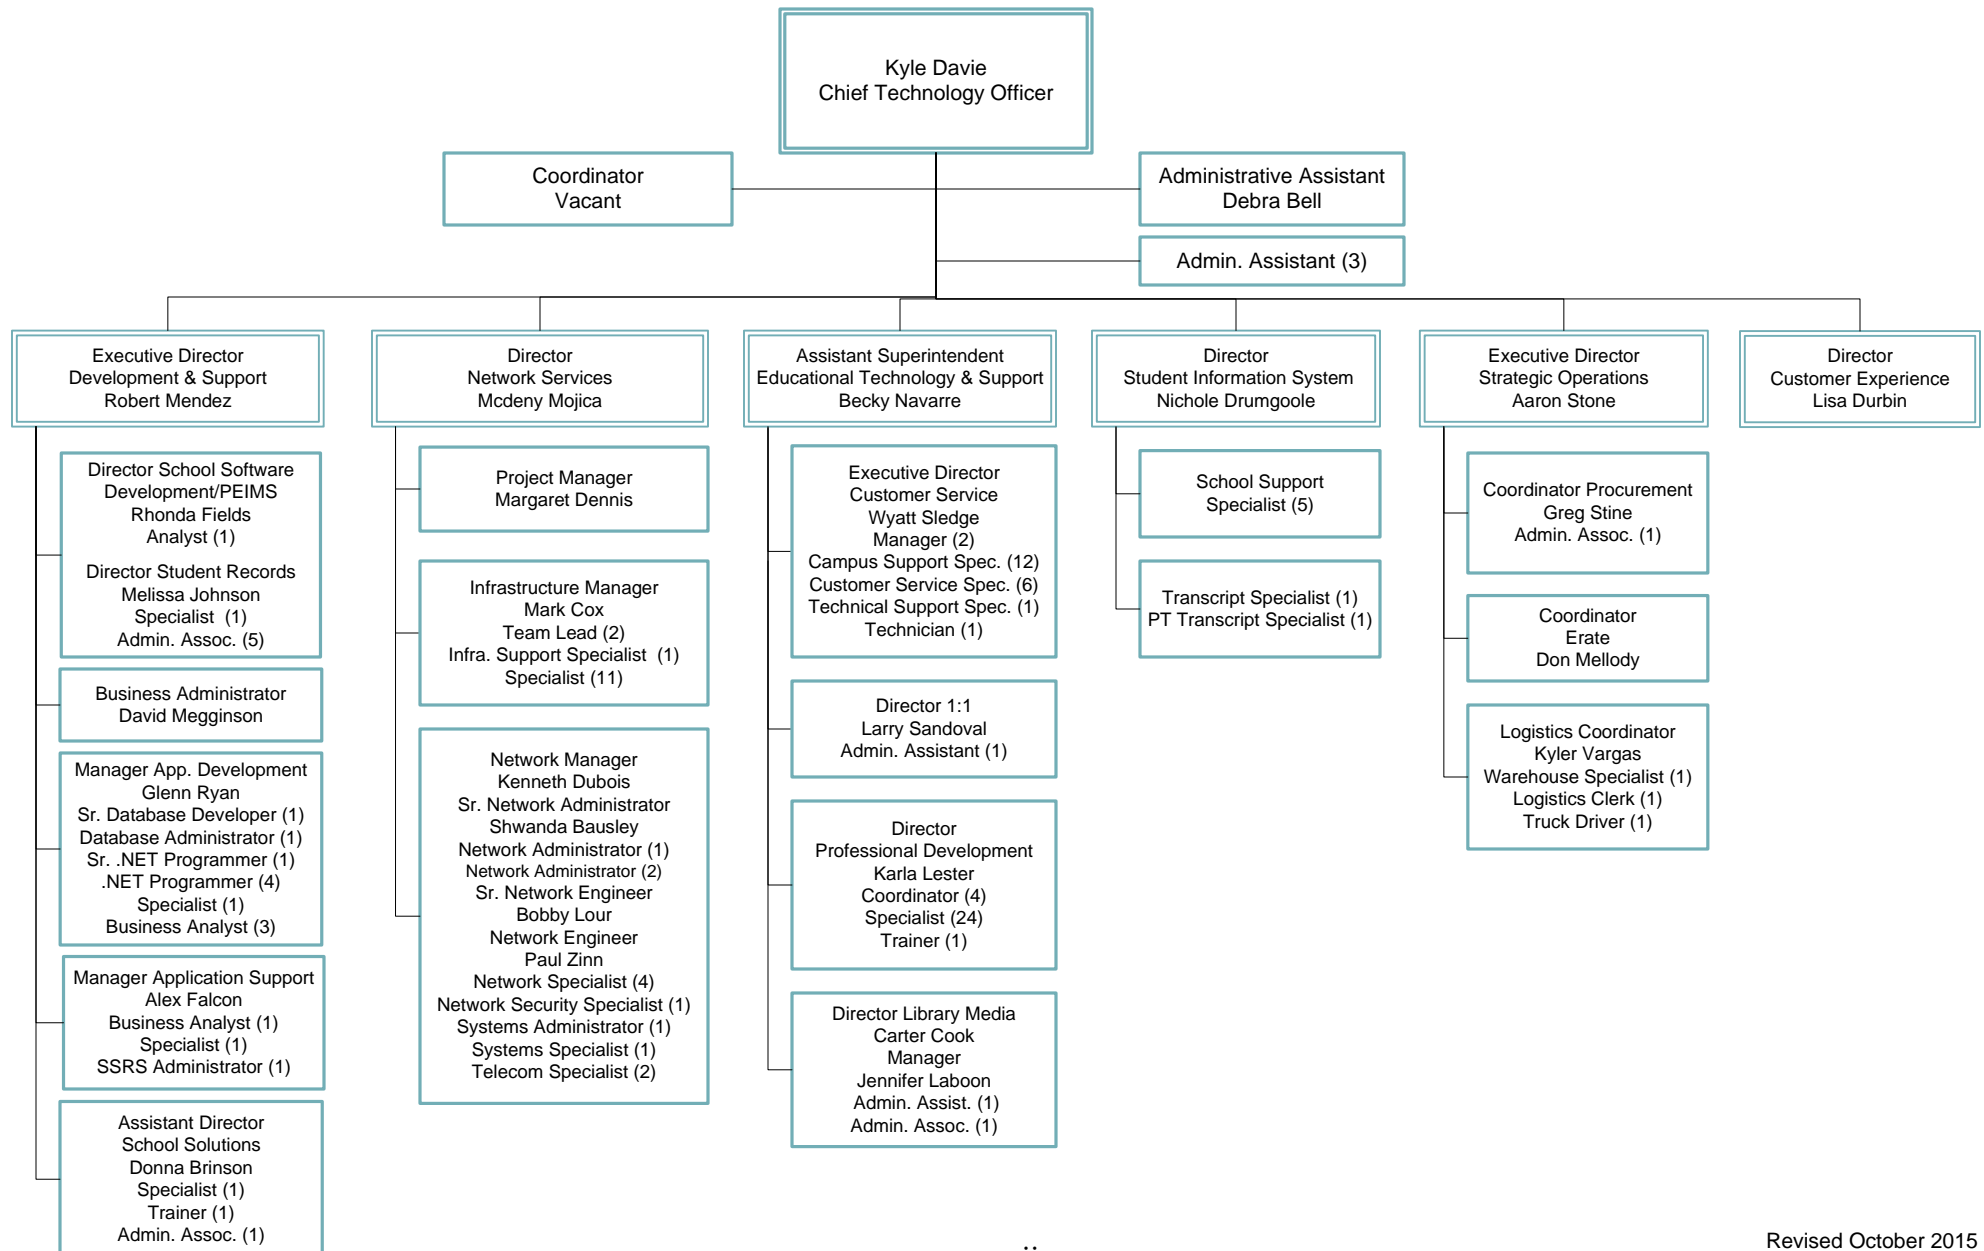 Kyle Davie
Chief Technology Officer
Coordinator
Vacant
Administrative Assistant
Debra Bell
Admin. Assistant (3)
Executive Director
Development & Support
Robert Mendez
Director
Network Services
Mcdeny Mojica
Assistant Superintendent
Educational Technology & Support
Becky Navarre
Director
Student Information System
Nichole Drumgoole
Executive Director
Strategic Operations
Aaron Stone
Director
Customer Experience
Lisa Durbin
Director School Software
Development/PEIMS
Rhonda Fields
Analyst (1)
Director Student Records
Melissa Johnson
Specialist (1)
Admin. Assoc. (5)
Business Administrator
David Megginson
Manager App. Development
Glenn Ryan
Sr. Database Developer (1)
Database Administrator (1)
Sr. .NET Programmer (1)
.NET Programmer (4)
Specialist (1)
Business Analyst (3)
Manager Application Support
Alex Falcon
Business Analyst (1)
Specialist (1)
SSRS Administrator (1)
Assistant Director
School Solutions
Donna Brinson
Specialist (1)
Trainer (1)
Admin. Assoc. (1)
Project Manager
Margaret Dennis
Infrastructure Manager
Mark Cox
Team Lead (2)
Infra. Support Specialist (1)
Specialist (11)
Network Manager
Kenneth Dubois
Sr. Network Administrator
Shwanda Bausley
Network Administrator (1)
Network Administrator (2)
Sr. Network Engineer
Bobby Lour
Network Engineer
Paul Zinn
Network Specialist (4)
Network Security Specialist (1)
Systems Administrator (1)
Systems Specialist (1)
Telecom Specialist (2)
Executive Director
Customer Service
Wyatt Sledge
Manager (2)
Campus Support Spec. (12)
Customer Service Spec. (6)
Technical Support Spec. (1)
Technician (1)
Director 1:1
Larry Sandoval
Admin. Assistant (1)
Director
Professional Development
Karla Lester
Coordinator (4)
Specialist (24)
Trainer (1)
Director Library Media
Carter Cook
Manager
Jennifer Laboon
Admin. Assist. (1)
Admin. Assoc. (1)
School Support
Specialist (5)
Transcript Specialist (1)
PT Transcript Specialist (1)
Coordinator Procurement
Greg Stine
Admin. Assoc. (1)
Coordinator
Erate
Don Mellody
Logistics Coordinator
Kyler Vargas
Warehouse Specialist (1)
Logistics Clerk (1)
Truck Driver (1)
..
Revised October 2015